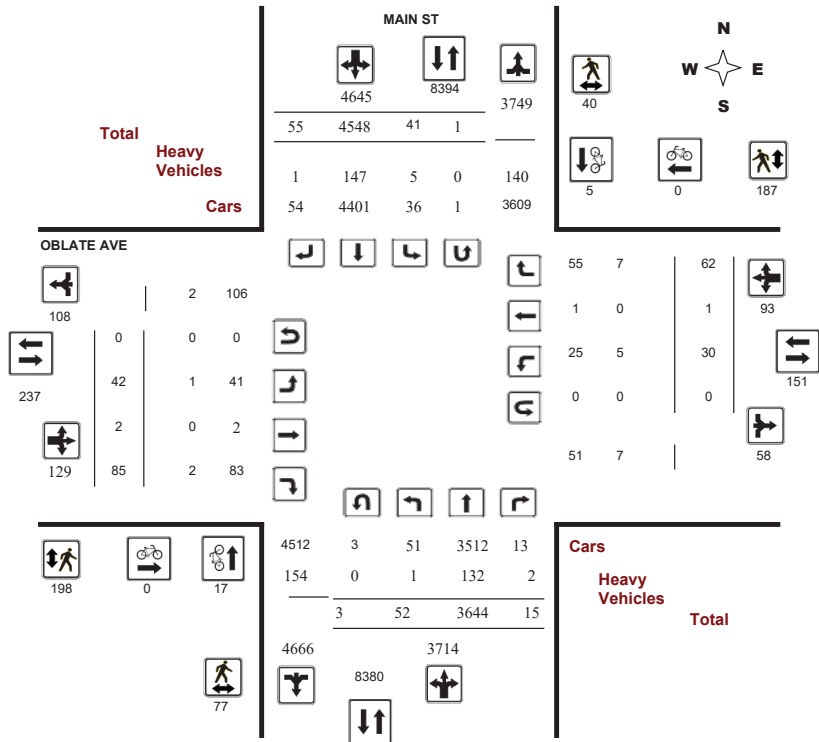 MAIN ST
N
W E
S
4645 8394 3749 40
Total 55 4548 41 1
Heavy
Vehicles 1 147 5 0 140
5 0 187
Cars 54 4401 36 1 3609
OBLATE AVE
55 7 62
2 106
108 93
1 0 1
0 0 0
25 5 30
237 42 1 41 151
0 0 0
2 0 2
129 85 2 83 51 7 58
4512 3 51 3512 13 Cars
154 0 1 132 2 Heavy
Vehicles
198 0 17
3 52 3644 15 Total
4666 3714
8380
77